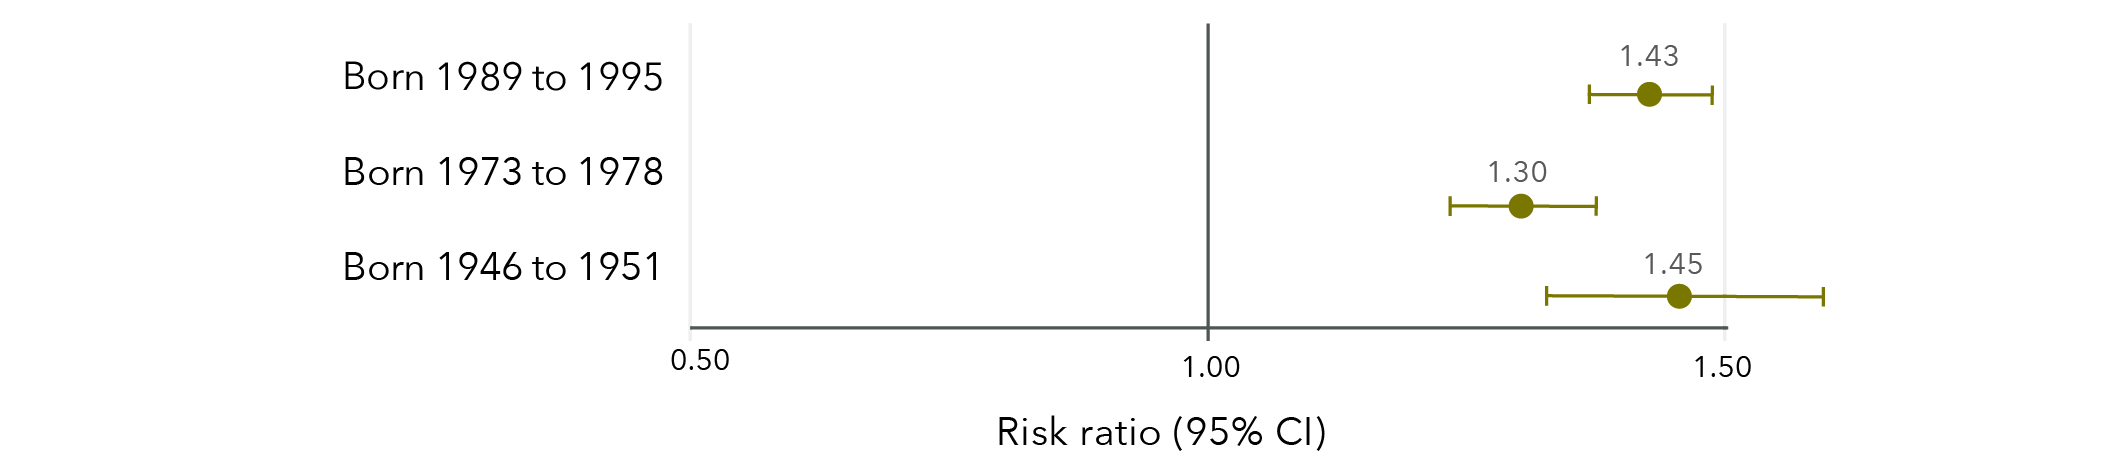 Born 1989 to 1995
1.43
Born 1973 to 1978
1.30
Born 1946 to 1951
1.45
0.50
1.00
1.50
Risk ratio (95% CI)